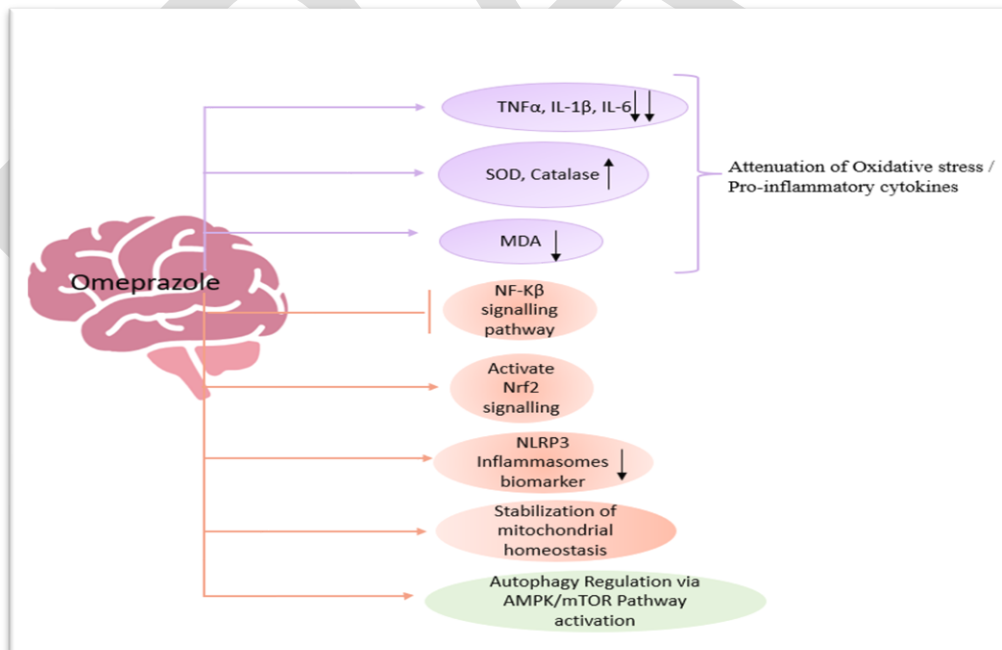 TNFα, IL-1β, IL-6↓↓
SOD, Catalase ↑
Attenuation of Oxidative stress /
Pro-inflammatory cytokines
MDA ↓
Omeprazole
NF-Kβ
signalling
pathway
Activate
Nrf2
signalling
NLRP3
Inflammasomes
biomarker ↓
Stabilization of
mitochondrial
homeostasis
Autophagy Regulation via
AMPK/mTOR Pathway
activation